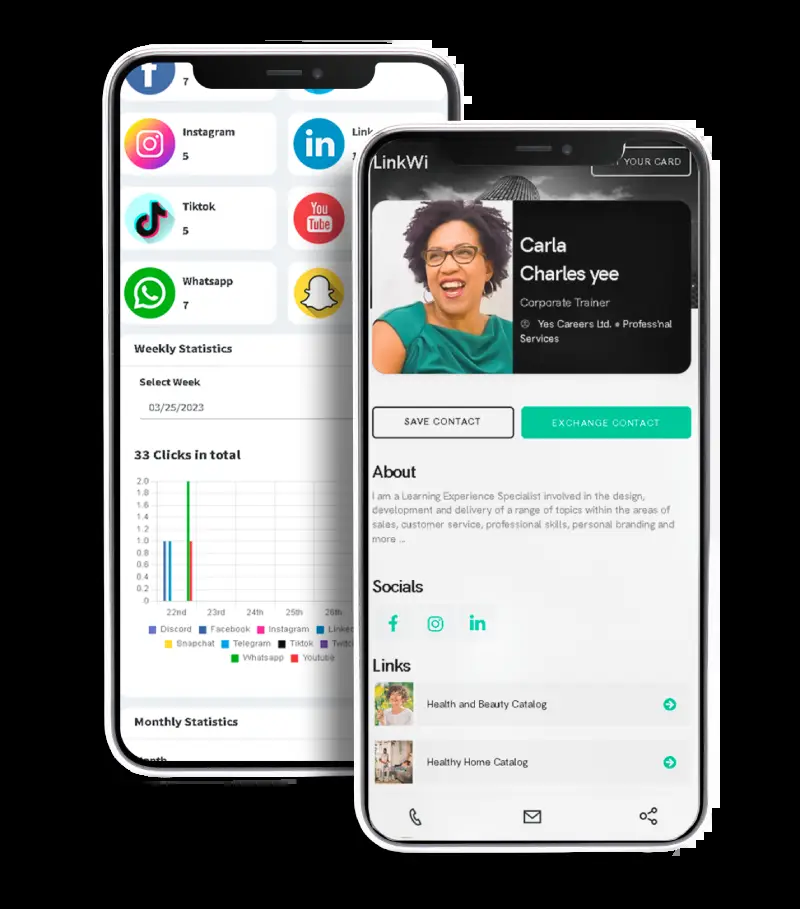 7
Instagram
5
Link
Tiktok
5
You
Tube
Whatsapp
7
Weekly Statistics
Select Week
03/25/2023
33 Clicks in total
2.0
1.8
1.6
1.4
1.2
1.0
0.8
0.6
0.4
0.2
.0
22nd 23rd 24th 25th 26th
Discord Facebook Instagram Linked
Snapchat Telegram Tiktok Twitc
Whatsapp Youtube
Monthly Statistics
LinkWi
YOUR CARD
Carla
Charles yee
Corporate Trainer
Yes Careers Ltd. • Profess'nal
Services
SAVE CONTACT
EXCHANGE CONTACT
About
I am a Learning Experience Specialist involved in the design,
development and delivery of a range of topics within the areas of
sales, customer service, professional skills, personal branding and
more ...
Socials
Links
Health and Beauty Catalog
Healthy Home Catalog